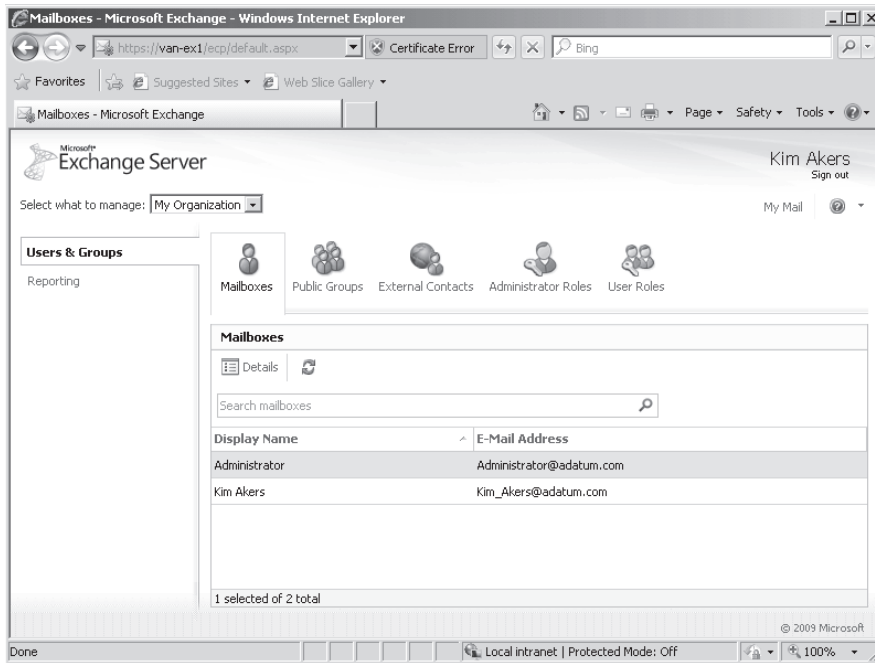 Mailboxes - Microsoft Exchange - Windows Internet Explorer
https://van-ex1/ecp/default.aspx
Certificate Error
Bing
Favorites
Suggested Sites
Web Slice Gallery
Mailboxes - Microsoft Exchange
Page
Safety
Tools
Microsoft®
Exchange Server
Kim Akers
Sign out
Select what to manage: My Organization
My Mail
Users & Groups
Reporting
Mailboxes
Public Groups
External Contacts
Administrator Roles
User Roles
Mailboxes
Details
Search mailboxes
Display Name
E-Mail Address
Administrator
Administrator@adatum.com
Kim Akers
Kim_Akers@adatum.com
1 selected of 2 total
© 2009 Microsoft
Done
Local intranet | Protected Mode: Off
100%